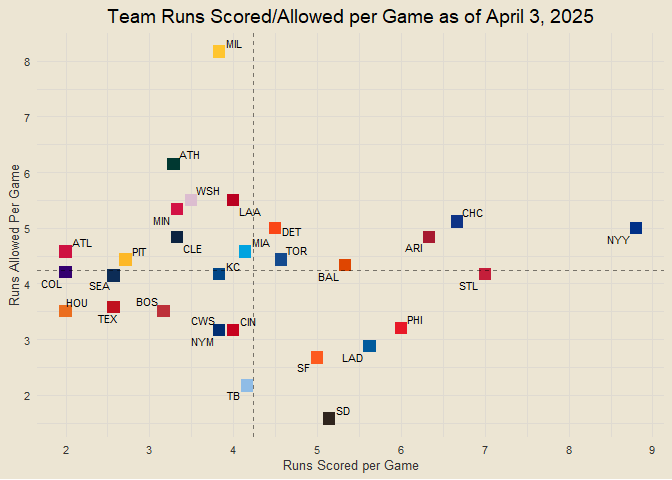 Team Runs Scored/Allowed per Game as of April 3, 2025
Runs Allowed Per Game
8
7
6
5
4
3
2
MIL
ATH
WSH
MIN
LAA
CHC
DET
NYY
ATL
PIT
CLE
MIA
TOR
ARI
KC
BAL
COL
SEA
STL
HOU
BOS
TEX
CWS
CIN
PHI
NYM
LAD
SF
TB
SD
2 3 4 5 6 7 8 9
Runs Scored per Game